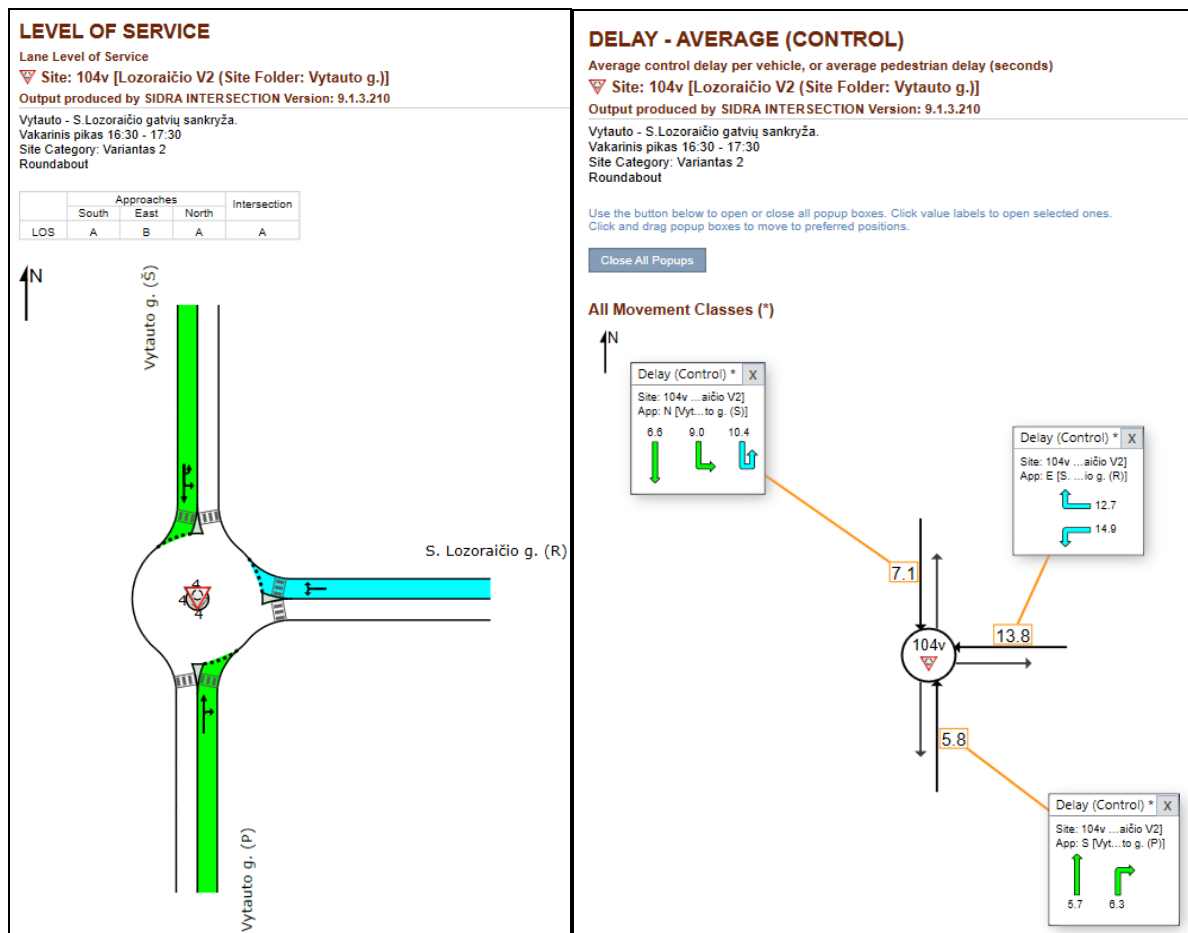 LEVEL OF SERVICE
Lane Level of Service
Site: 104v [Lozoraičio V2 (Site Folder: Vytauto g.)]
Output produced by SIDRA INTERSECTION Version: 9.1.3.210
Vytauto - S.Lozoraičio gatvių sankryža.
Vakarinis pikas 16:30 - 17:30
Site Category: Variantas 2
Roundabout
Approaches Intersection
South East North
LOS A B A A
N
Vytauto g. (Š)
S. Lozoraičio g. (R)
4
4
4
Vytauto g. (P)
DELAY - AVERAGE (CONTROL)
Average control delay per vehicle, or average pedestrian delay (seconds)
Site: 104v [Lozoraičio V2 (Site Folder: Vytauto g.)]
Output produced by SIDRA INTERSECTION Version: 9.1.3.210
Vytauto - S.Lozoraičio gatvių sankryža.
Vakarinis pikas 16:30 - 17:30
Site Category: Variantas 2
Roundabout
Use the button below to open or close all popup boxes. Click value labels to open selected ones.
Click and drag popup boxes to move to preferred positions.
Close All Popups
All Movement Classes (*)
N
Delay (Control) * X
Site: 104v ...aičio V2]
App: N [Vyt...to g. (Š)]
6.6 9.0 10.4
Delay (Control) * X
Site: 104v ...aičio V2]
App: E [S. ...io g. (R)]
12.7
14.9
7.1
13.8
104v
5.8
Delay (Control) * X
Site: 104v ...aičio V2]
App: S [Vyt...to g. (P)]
5.7 6.3